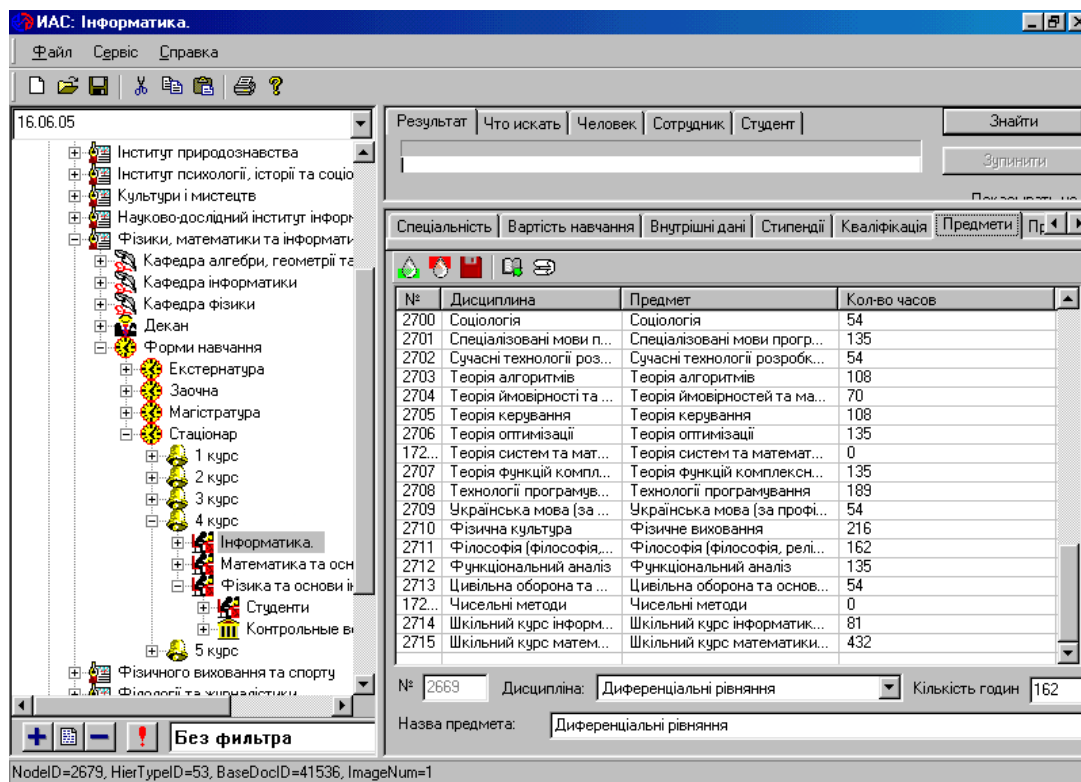 ИАС: Інформатика.
Файл Сервіс Справка
16.06.05
Інститут природознавства
Інститут психології, історії та соціо
Культури і мистецтв
Науково-дослідний інститут інформ
Фізики, математики та інформати
Кафедра алгебри, геометрії та
Кафедра інформатики
Кафедра фізики
Декан
Форми навчання
Екстернатура
Заочна
Магістратура
Стаціонар
1 курс
2 курс
3 курс
4 курс
Інформатика.
Математика та осн
Фізика та основи ін
Студенти
Контрольные в
5 курс
Фізичного виховання та спорту
Філології та журналістики
Без фильтра
Результат Что искать Человек Сотрудник Студент
Знайти
Зупинити
Показывать не
Спеціальність Вартість навчання Внутрішні дані Стипендії Кваліфікація Предмети Пр
№ Дисциплина Предмет Кол-во часов
2700 Соціологія Соціологія 54
2701 Спеціалізовані мови п... Спеціалізовані мови прогр... 135
2702 Сучасні технології роз... Сучасні технології розробк... 54
2703 Теорія алгоритмів Теорія алгоритмів 108
2704 Теорія ймовірності та ... Теорія ймовірностей та ма... 70
2705 Теорія керування Теорія керування 108
2706 Теорія оптимізації Теорія оптимізації 135
172... Теорія систем та мат... Теорія систем та математ... 0
2707 Теорія функцій компл... Теорія функцій комплексн... 135
2708 Технології програмув... Технології програмування 189
2709 Українська мова (за ... Українська мова (за профі... 54
2710 Фізична культура Фізичне виховання 216
2711 Філософія (філософія,... Філософія (філософія, релі... 162
2712 Функціональний аналіз Функціональний аналіз 135
2713 Цивільна оборона та ... Цивільна оборона та основ... 54
172... Чисельні методи Чисельні методи 0
2714 Шкільний курс інформ... Шкільний курс інформатик... 81
2715 Шкільний курс матем... Шкільний курс математики... 432
№ 2669 Дисципліна: Диференціальні рівняння Кількість годин 162
Назва предмета: Диференціальні рівняння
NodeID=2679, HierTypeID=53, BaseDocID=41536, ImageNum=1